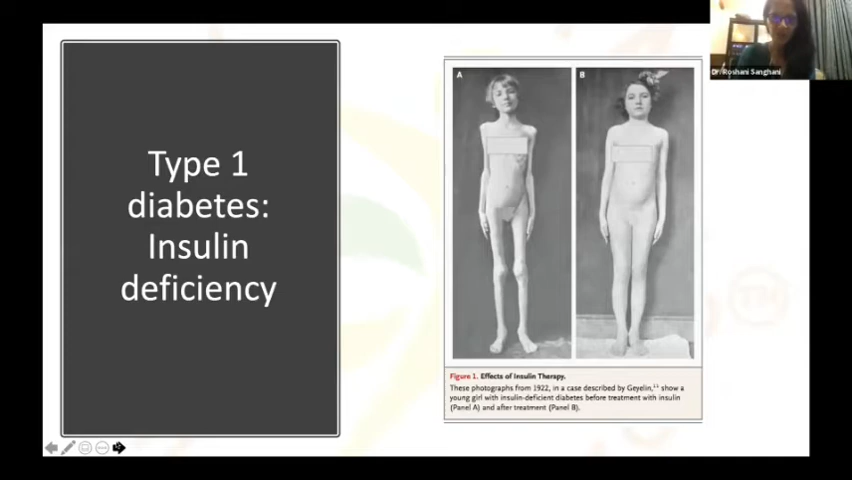 Dr. Roshani Sanghani
Type 1
diabetes:
Insulin
deficiency
A
B
Figure 1. Effects of Insulin Therapy.
These photographs from 1922, in a case described by Geyelin,¹¹ show a
young girl with insulin-deficient diabetes before treatment with insulin
(Panel A) and after treatment (Panel B).
TM